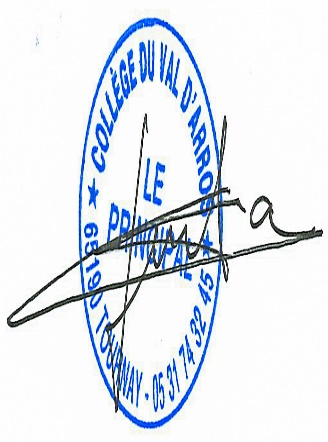 COLLÈGE DU VAL D'ARROS
LE
PRINCIPAL
65190 TOURNAY - 05 31 74 32 45